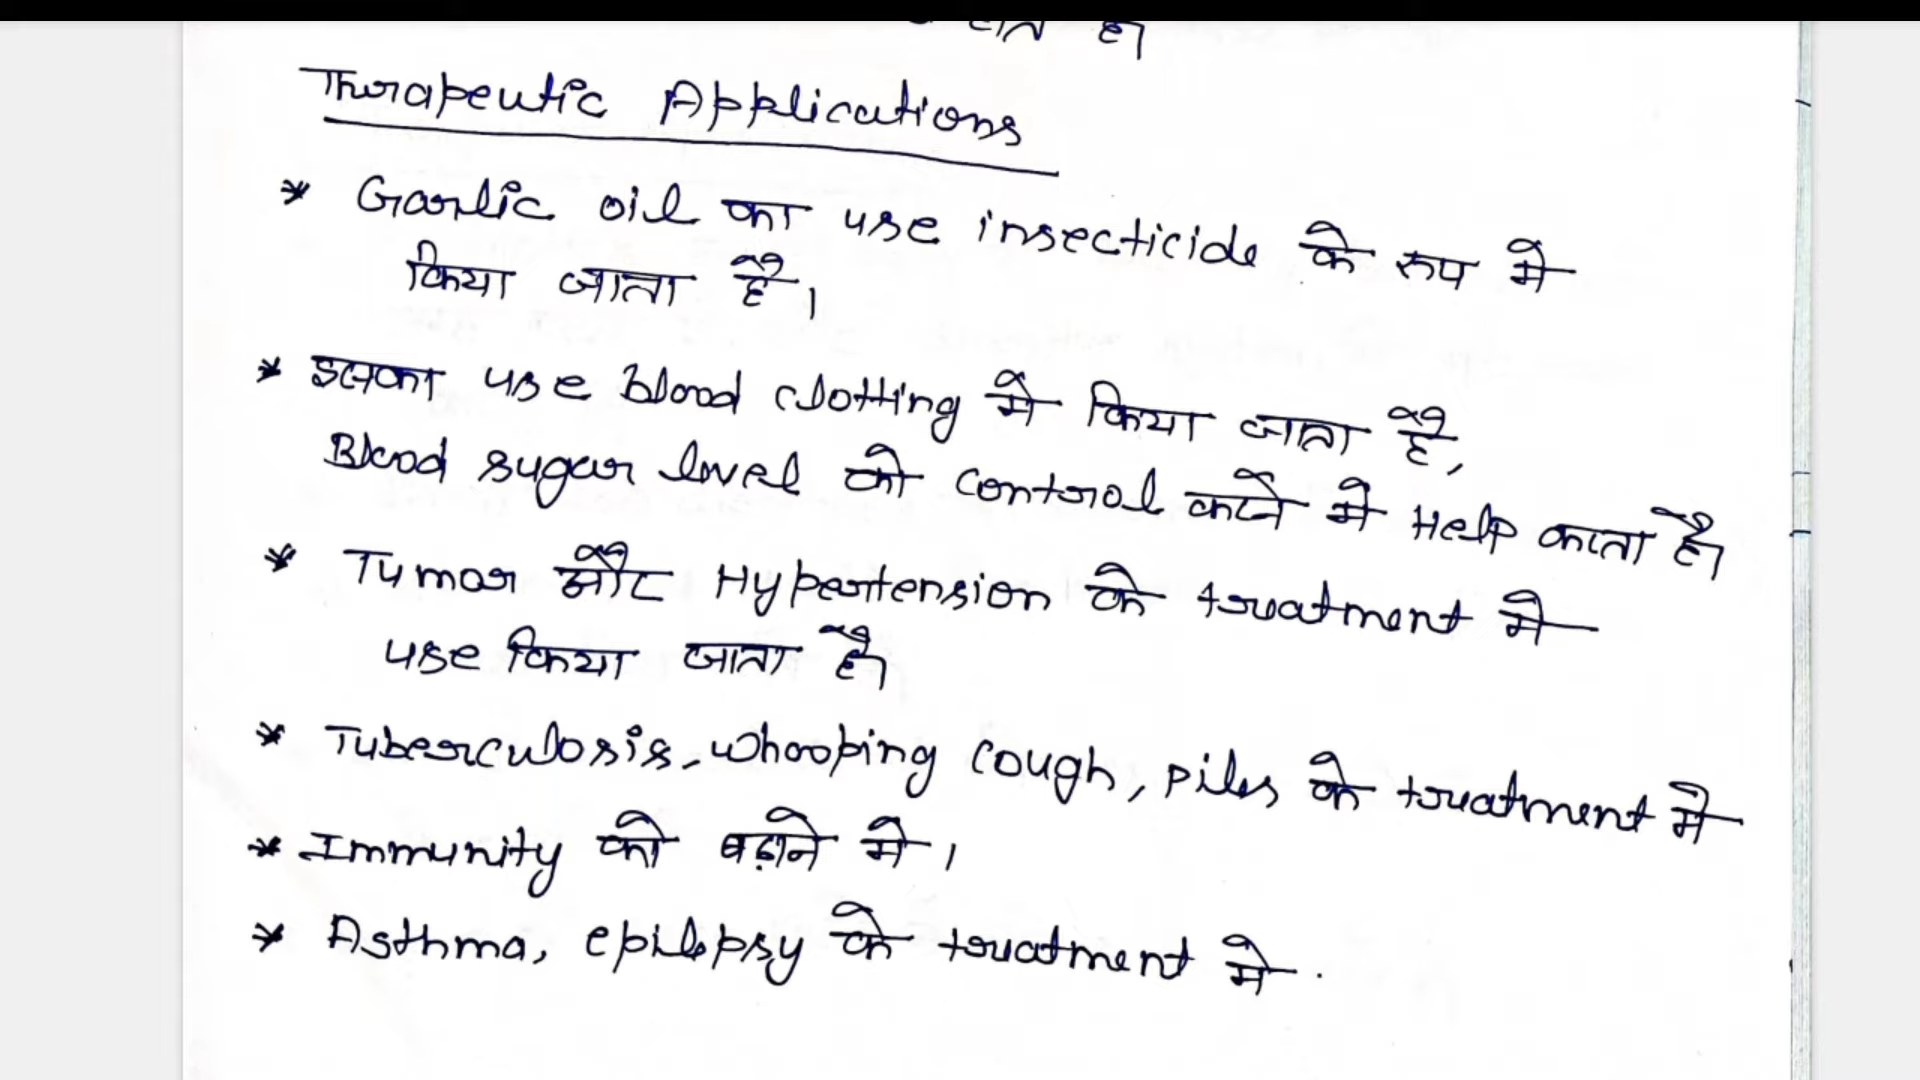 होते है।
Therapeutic Applications
* Garlic oil का use insecticide के रूप में
किया जाता है।
* इसका use Blood clotting में किया जाता है,
Blood sugar level को control करने में Help करता है।
* Tumor और Hypertension के treatment में
use किया जाता है।
* Tuberculosis, whooping cough, piles के treatment में
* Immunity को बढ़ाने में।
* Asthma, epilepsy के treatment में.